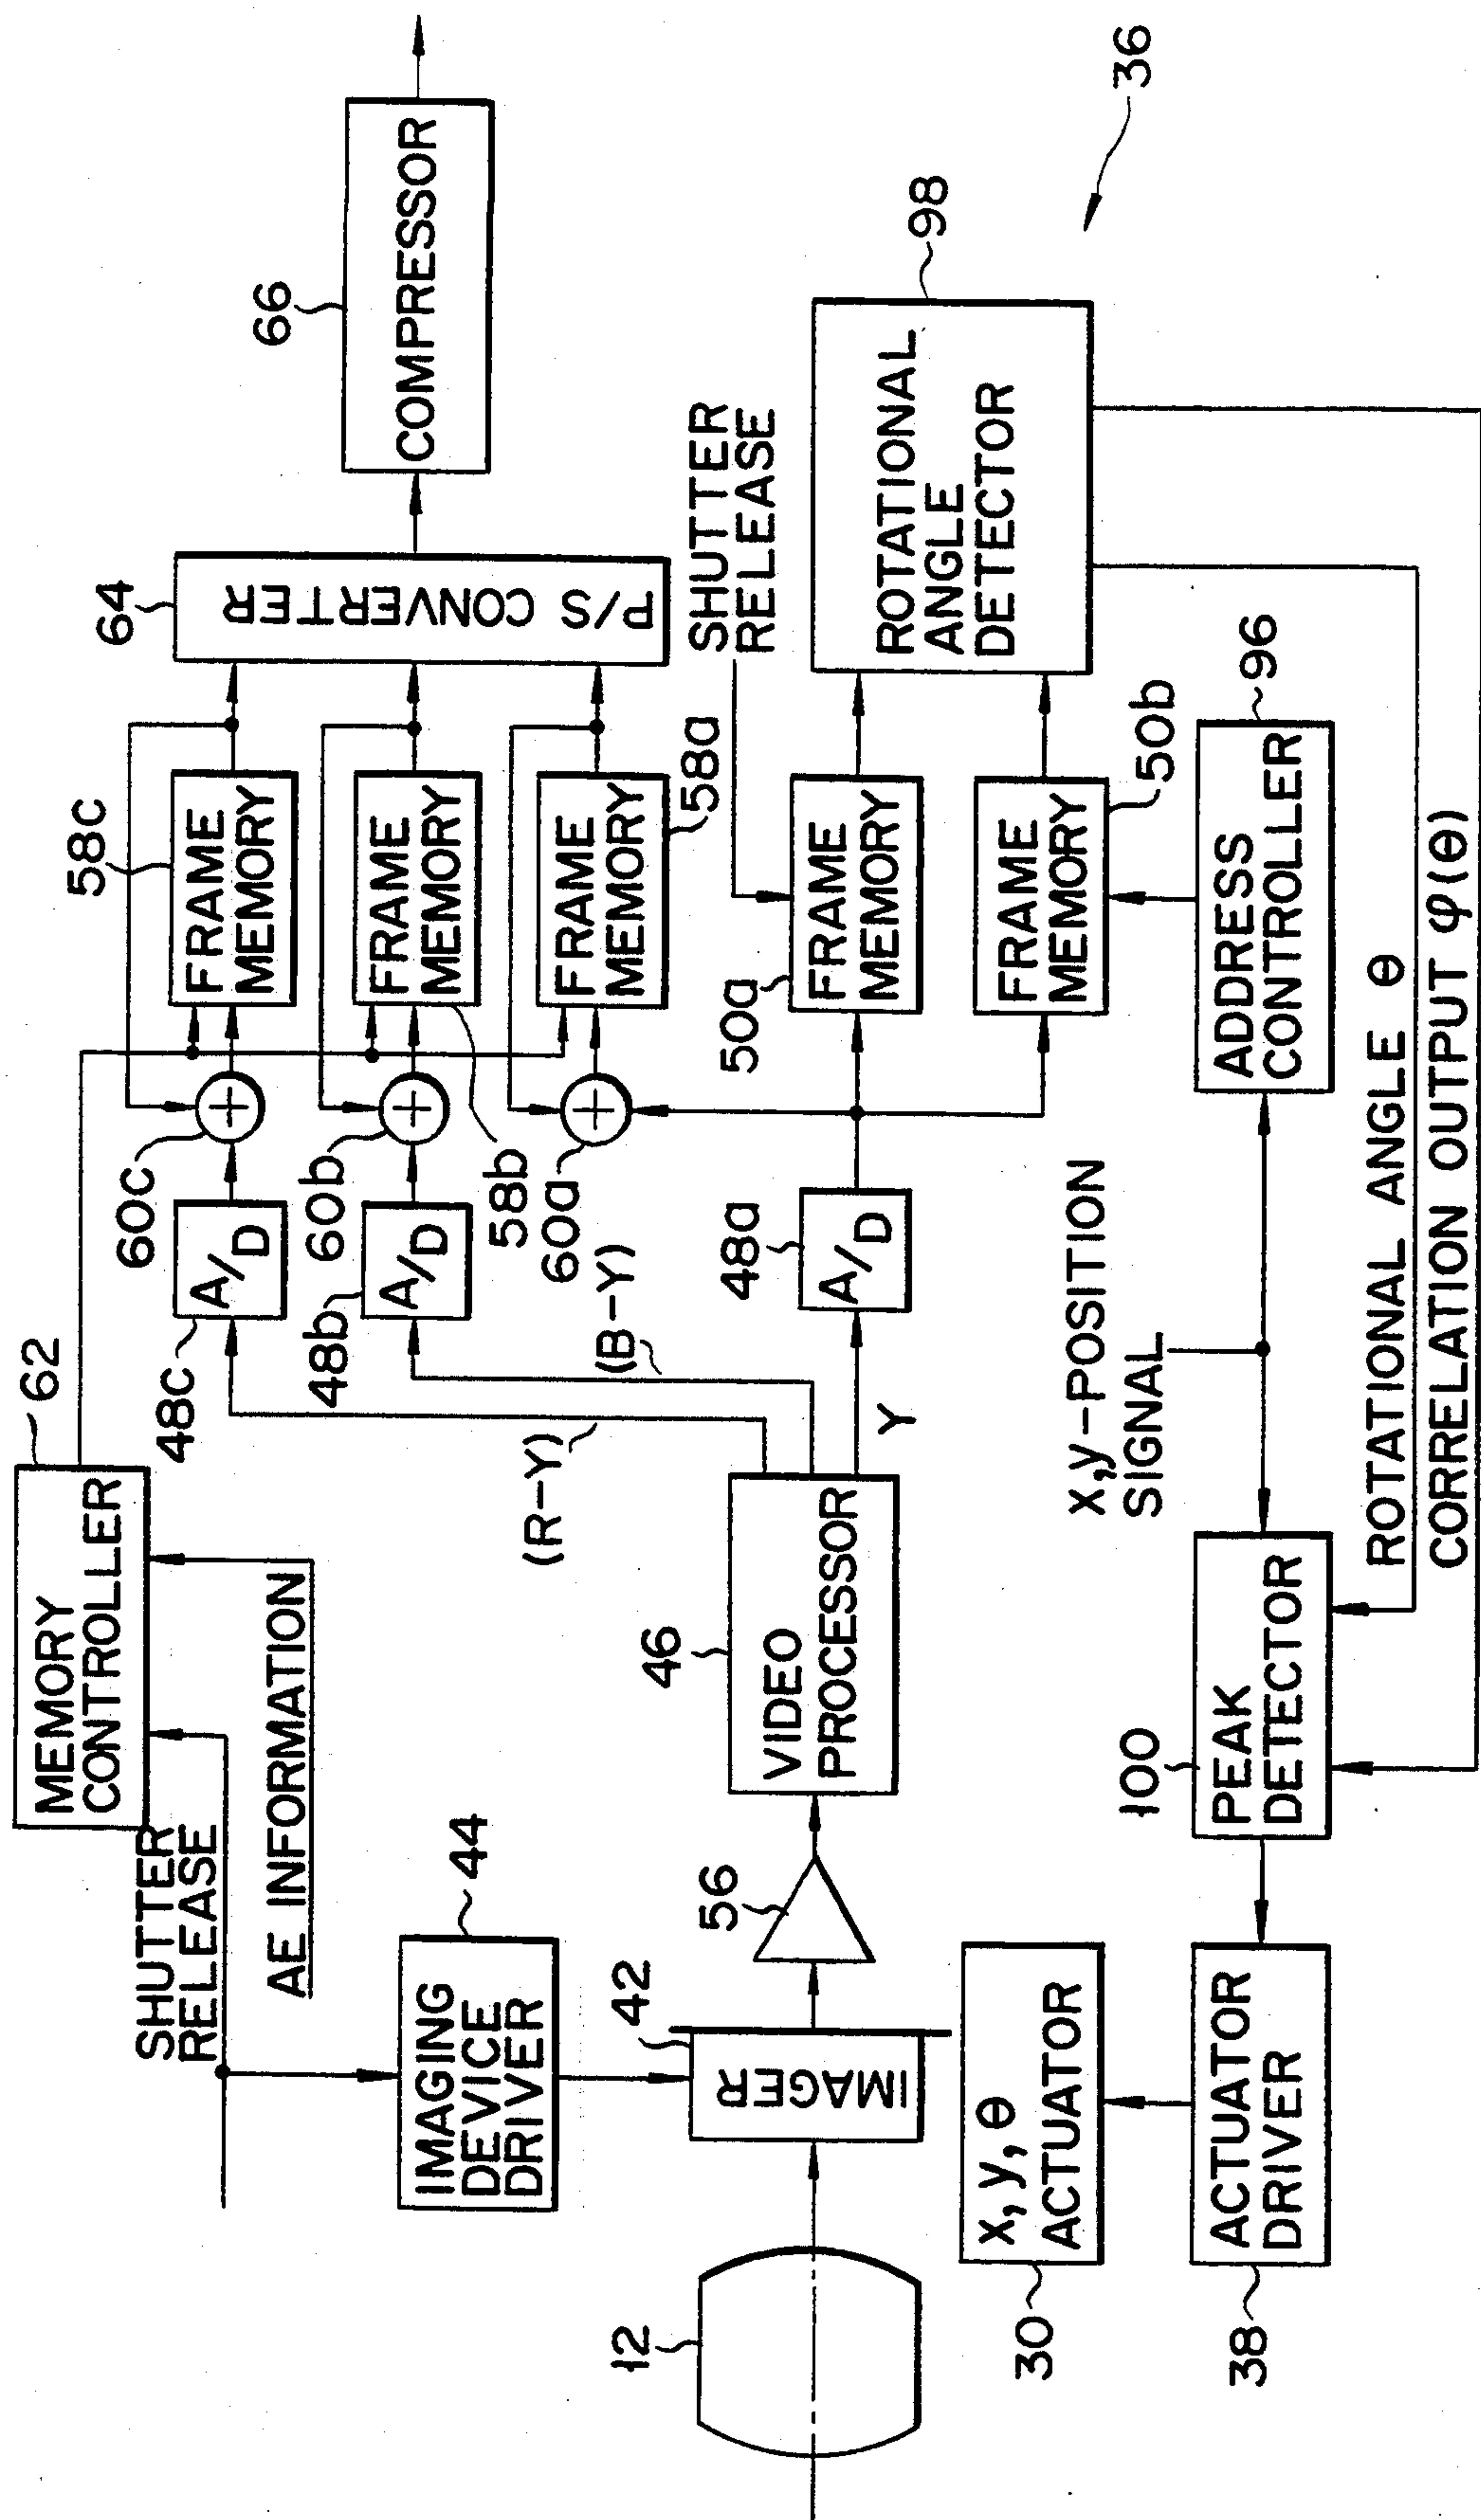 62
MEMORY
CONTROLLER
SHUTTER
RELEASE
AE INFORMATION
44
IMAGING
DEVICE
DRIVER
42
IMAGER
12
56
46
VIDEO
PROCESSOR
(R-Y)
(B-Y)
Y
48c
A/D
48b
A/D
48a
A/D
60c
+
60b
+
60a
+
58c
FRAME
MEMORY
58b
FRAME
MEMORY
58a
FRAME
MEMORY
64
P/S CONVERTER
66
COMPRESSOR
SHUTTER
RELEASE
50a
FRAME
MEMORY
50b
FRAME
MEMORY
98
ROTATIONAL
ANGLE
DETECTOR
36
96
ADDRESS
CONTROLLER
x,y-POSITION
SIGNAL
100
PEAK
DETECTOR
x, y, θ
ACTUATOR
30
ACTUATOR
DRIVER
38
ROTATIONAL ANGLE θ
CORRELATION OUTPUT φ(θ)